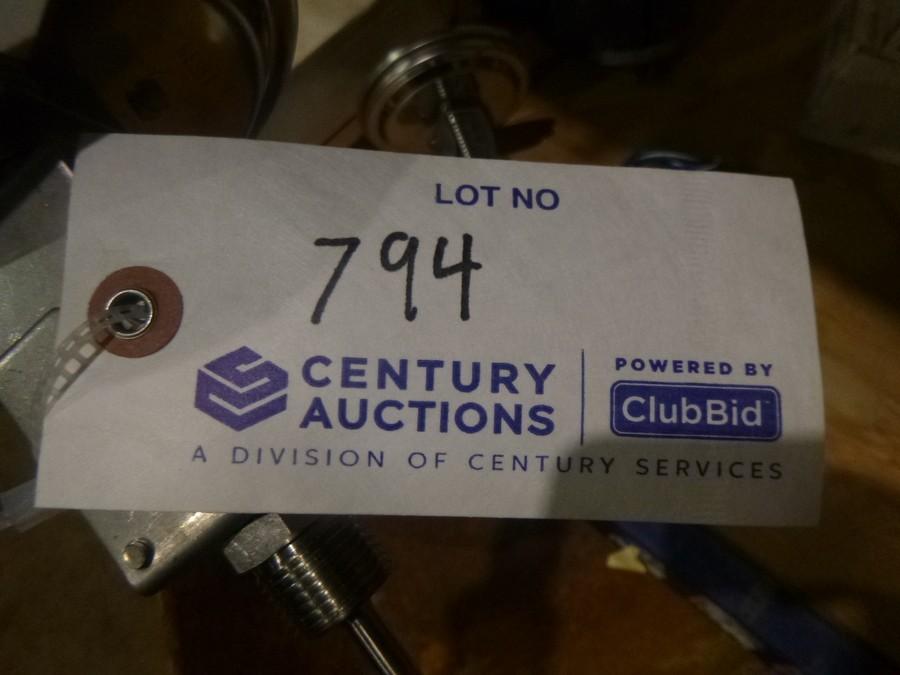 LOT NO
794
CENTURY
AUCTIONS
A DIVISION OF CENTURY SERVICES
POWERED BY
ClubBid